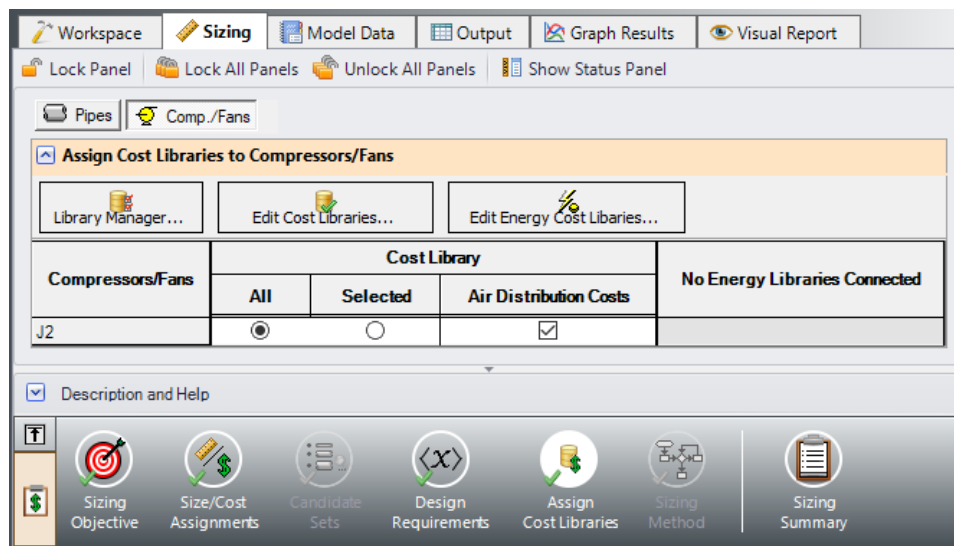 Workspace Sizing Model Data Output Graph Results Visual Report
Lock Panel Lock All Panels Unlock All Panels Show Status Panel
Pipes Comp./Fans
Assign Cost Libraries to Compressors/Fans
Library Manager... Edit Cost Libraries... Edit Energy Cost Libaries...
Compressors/Fans Cost Library No Energy Libraries Connected
All Selected Air Distribution Costs
J2
Description and Help
Sizing Size/Cost Candidate Design Assign Sizing Sizing
Objective Assignments Sets Requirements Cost Libraries Method Summary